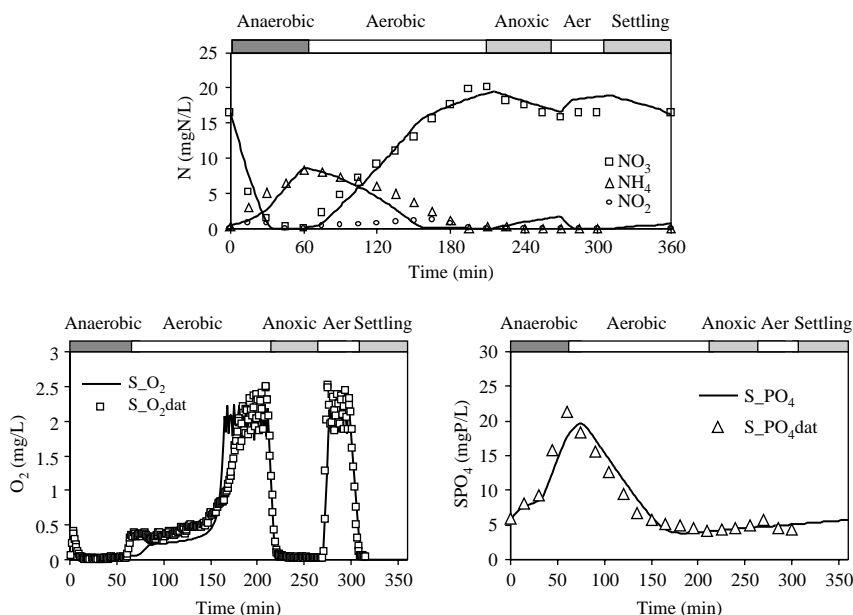 Anaerobic Aerobic Anoxic Aer Settling
25
20
15
10
5
0
N (mgN/L)
NO3
NH4
NO2
0 60 120 180 240 300 360
Time (min)
Anaerobic Aerobic Anoxic Aer Settling
3
2.5
2
1.5
1
0.5
0
O2 (mg/L)
S_O2
S_O2dat
0 50 100 150 200 250 300 350
Time (min)
Anaerobic Aerobic Anoxic Aer Settling
30
25
20
15
10
5
0
SPO4 (mgP/L)
S_PO4
S_PO4dat
0 50 100 150 200 250 300 350
Time (min)